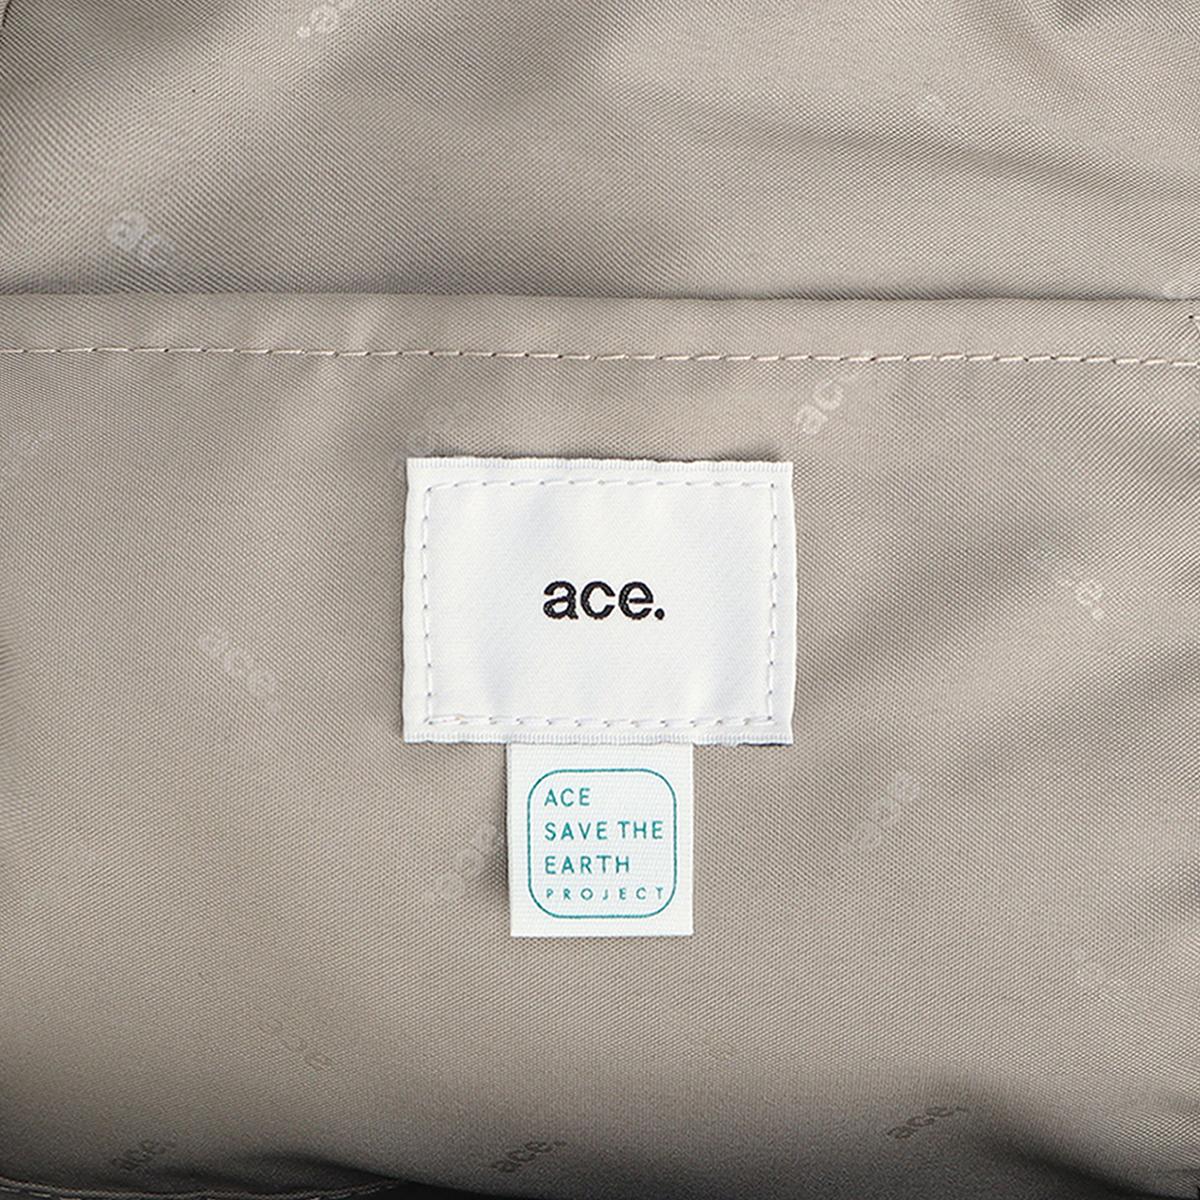 ace.
ACE
SAVE THE
EARTH
PROJECT